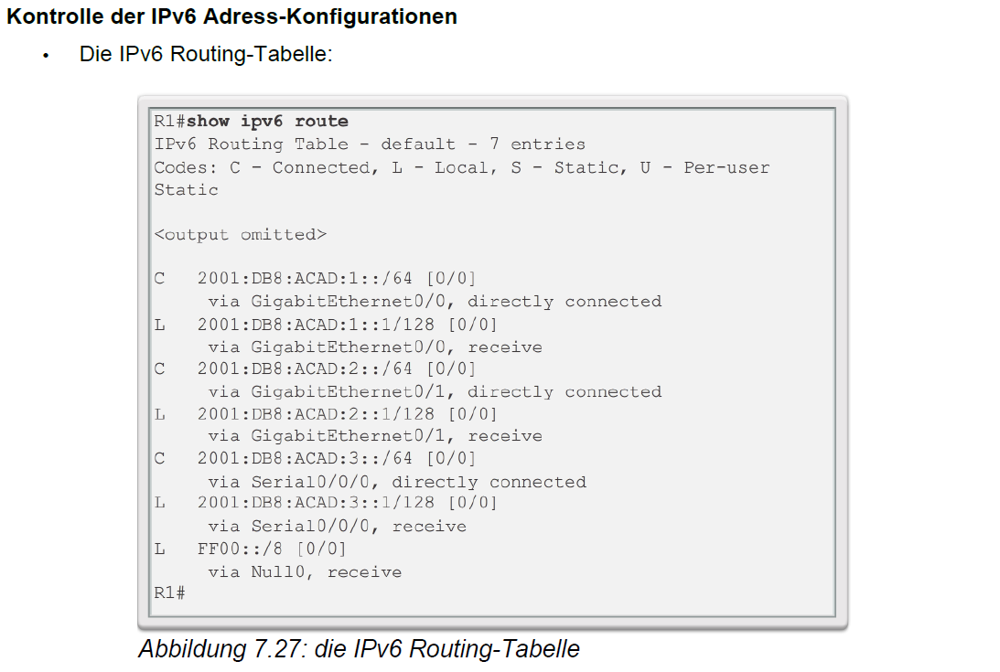 Kontrolle der IPv6 Adress-Konfigurationen
• Die IPv6 Routing-Tabelle:
R1#show ipv6 route
IPv6 Routing Table - default - 7 entries
Codes: C - Connected, L - Local, S - Static, U - Per-user
Static
<output omitted>
C   2001:DB8:ACAD:1::/64 [0/0]
     via GigabitEthernet0/0, directly connected
L   2001:DB8:ACAD:1::1/128 [0/0]
     via GigabitEthernet0/0, receive
C   2001:DB8:ACAD:2::/64 [0/0]
     via GigabitEthernet0/1, directly connected
L   2001:DB8:ACAD:2::1/128 [0/0]
     via GigabitEthernet0/1, receive
C   2001:DB8:ACAD:3::/64 [0/0]
     via Serial0/0/0, directly connected
L   2001:DB8:ACAD:3::1/128 [0/0]
     via Serial0/0/0, receive
L   FF00::/8 [0/0]
     via Null0, receive
R1#
Abbildung 7.27: die IPv6 Routing-Tabelle